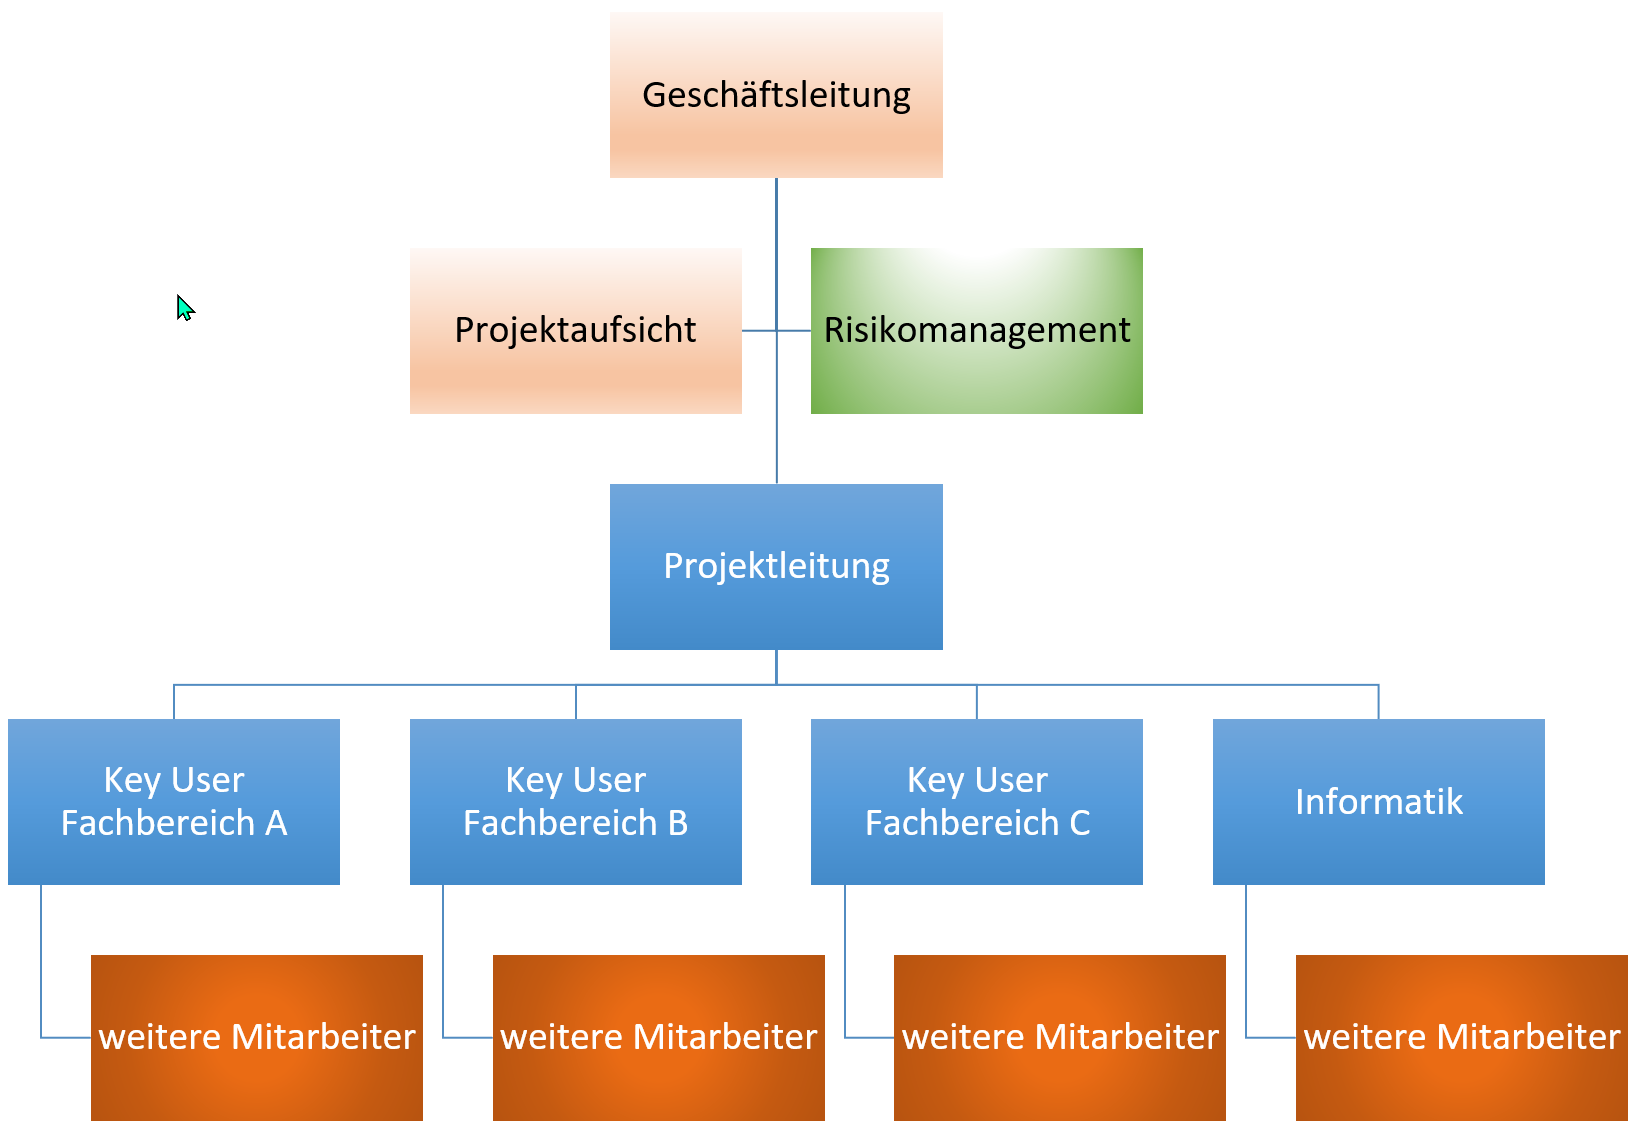 Geschäftsleitung
Projektaufsicht
Risikomanagement
Projektleitung
Key User
Fachbereich A
Key User
Fachbereich B
Key User
Fachbereich C
Informatik
weitere Mitarbeiter
weitere Mitarbeiter
weitere Mitarbeiter
weitere Mitarbeiter